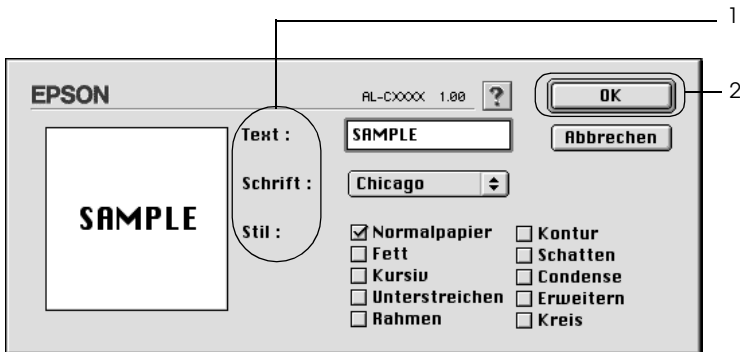 1
EPSON
AL-CXXXX 1.00 ?
OK
2
Text :
SAMPLE
Abbrechen
Schrift :
Chicago
SAMPLE
Stil :
Normalpapier
Kontur
Fett
Schatten
Kursiv
Condense
Unterstreichen
Erweitern
Rahmen
Kreis